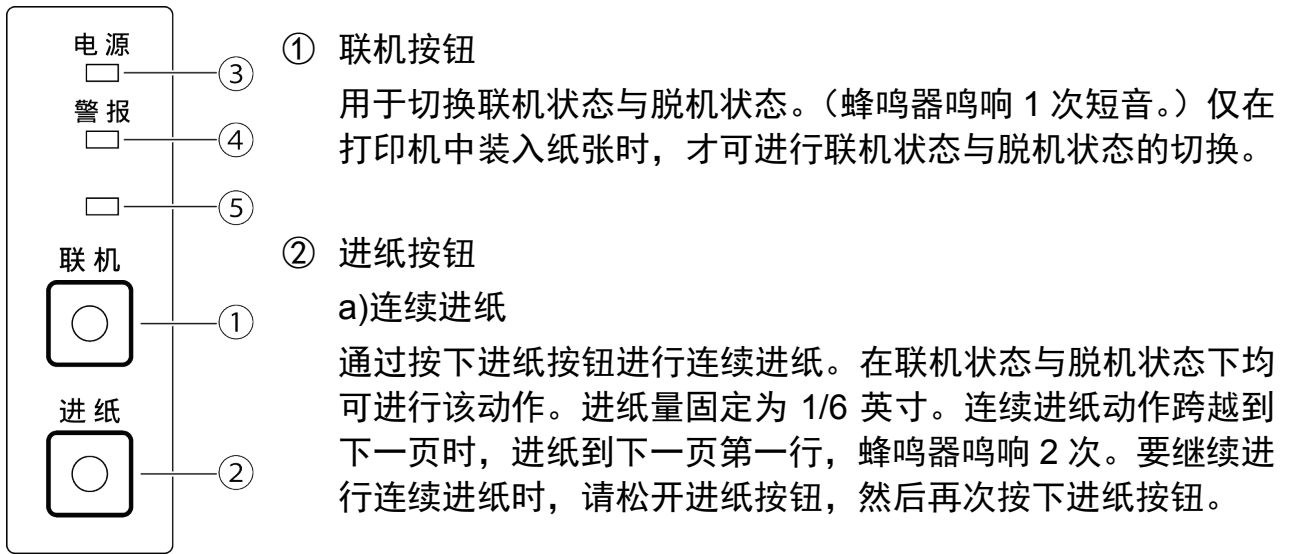 电源
③
警报
④
⑤
联机
①
进纸
②
① 联机按钮
用于切换联机状态与脱机状态。（蜂鸣器鸣响 1 次短音。）仅在
打印机中装入纸张时，才可进行联机状态与脱机状态的切换。
② 进纸按钮
a)连续进纸
通过按下进纸按钮进行连续进纸。在联机状态与脱机状态下均
可进行该动作。进纸量固定为 1/6 英寸。连续进纸动作跨越到
下一页时，进纸到下一页第一行，蜂鸣器鸣响 2 次。要继续进
行连续进纸时，请松开进纸按钮，然后再次按下进纸按钮。